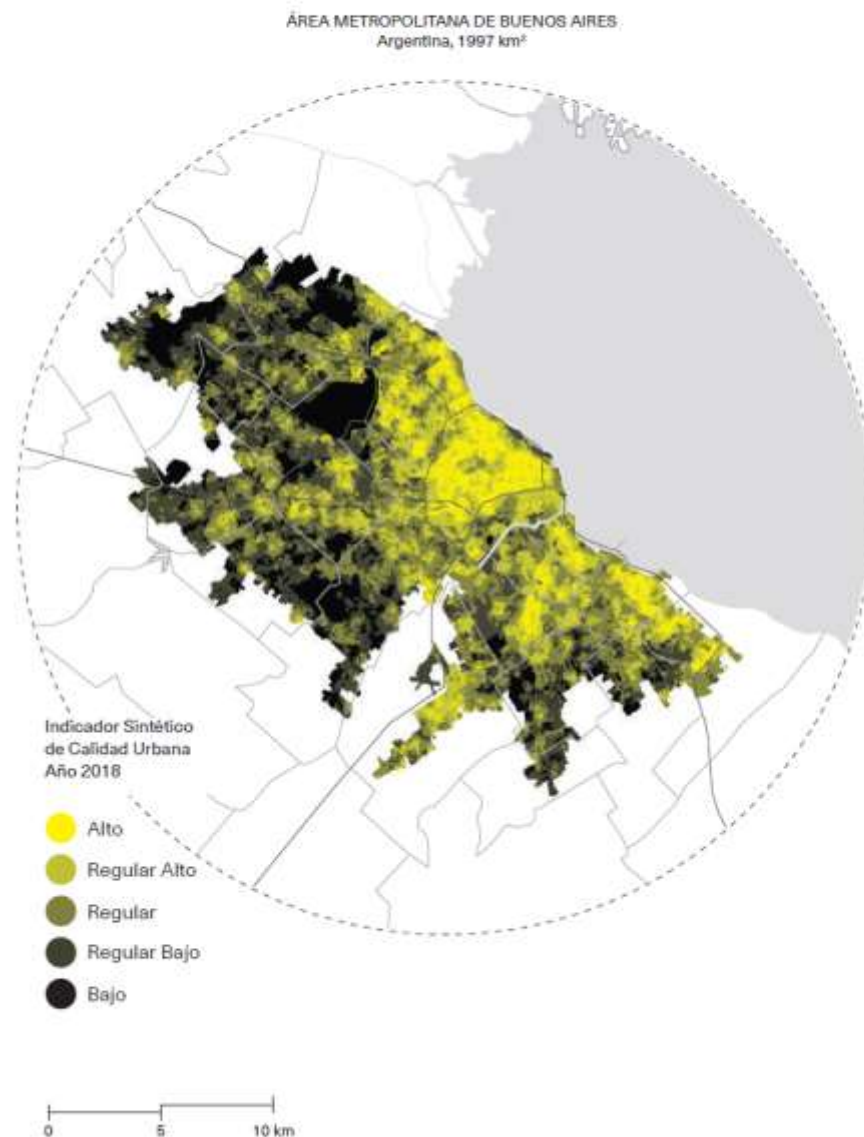 ÁREA METROPOLITANA DE BUENOS AIRES
Argentina, 1997 km²
Indicador Sintético
de Calidad Urbana
Año 2018
Alto
Regular Alto
Regular
Regular Bajo
Bajo
0 5 10 km